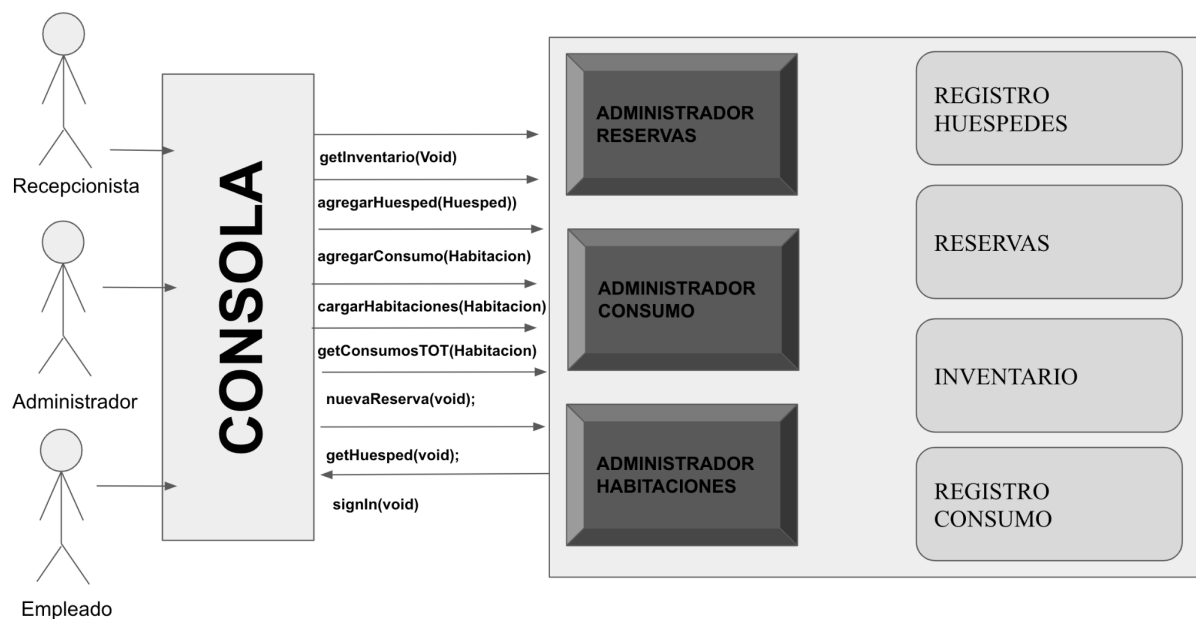 Recepcionista
Administrador
Empleado
CONSOLA
getInventario(Void)
agregarHuesped(Huesped))
agregarConsumo(Habitacion)
cargarHabitaciones(Habitacion)
getConsumosTOT(Habitacion)
nuevaReserva(void);
getHuesped(void);
signIn(void)
ADMINISTRADOR
RESERVAS
ADMINISTRADOR
CONSUMO
ADMINISTRADOR
HABITACIONES
REGISTRO
HUESPEDES
RESERVAS
INVENTARIO
REGISTRO
CONSUMO